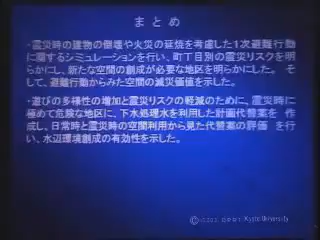 まとめ
・震災時の建物の倒壊や火災の延焼を考慮した1次避難行動
に関するシミュレーションを行い、町丁目別の震災リスクを明
らかにし、新たな空間の創成が必要な地区を明らかにした。 そ
して、避難行動からみた空間の減災価値を示した。
・遊びの多様性の増加と震災リスクの軽減のために、震災時に
極めて危険な地区に、下水処理水を利用した計画代替案を 作
成し、日常時と震災時の空間利用から見た代替案の評価 を行
い、水辺環境創成の有効性を示した。
© Kyoto University